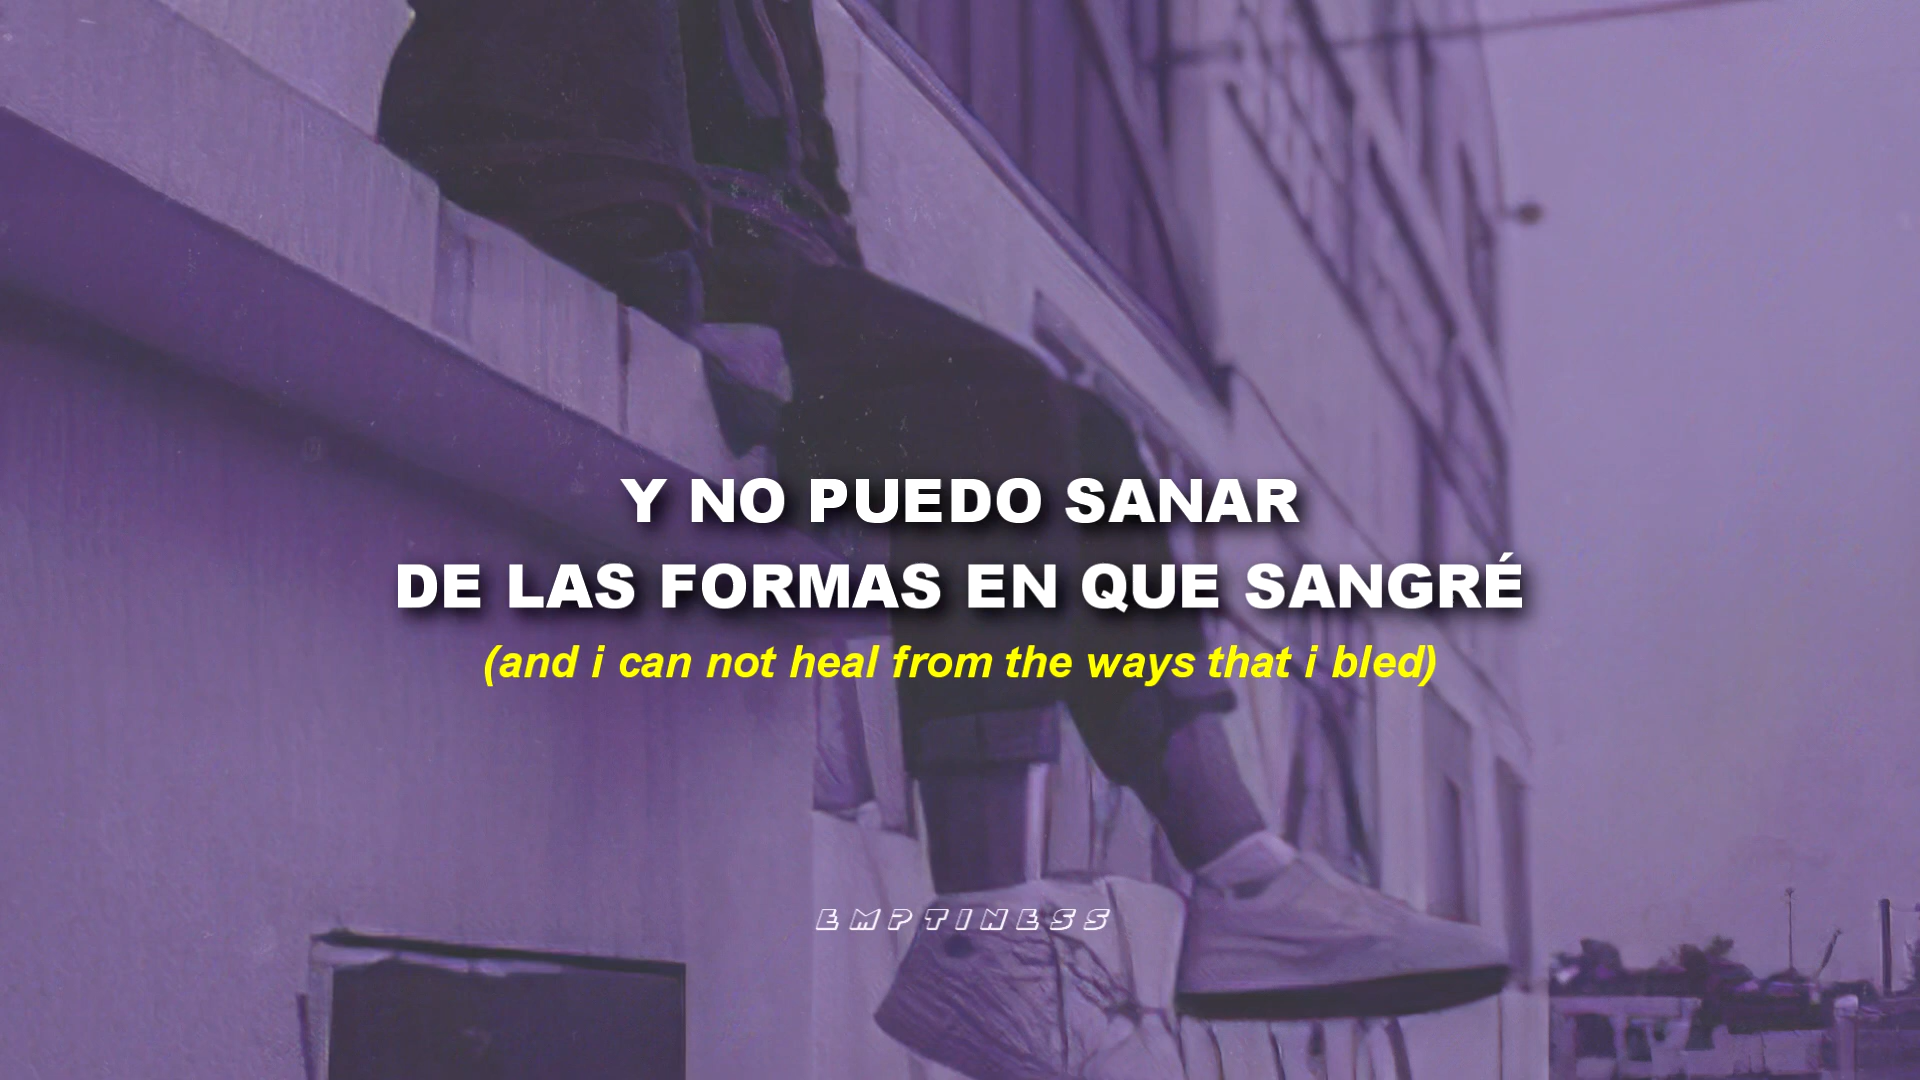 Y NO PUEDO SANAR
DE LAS FORMAS EN QUE SANGRÉ
(and i can not heal from the ways that i bled)
EMPTINESS